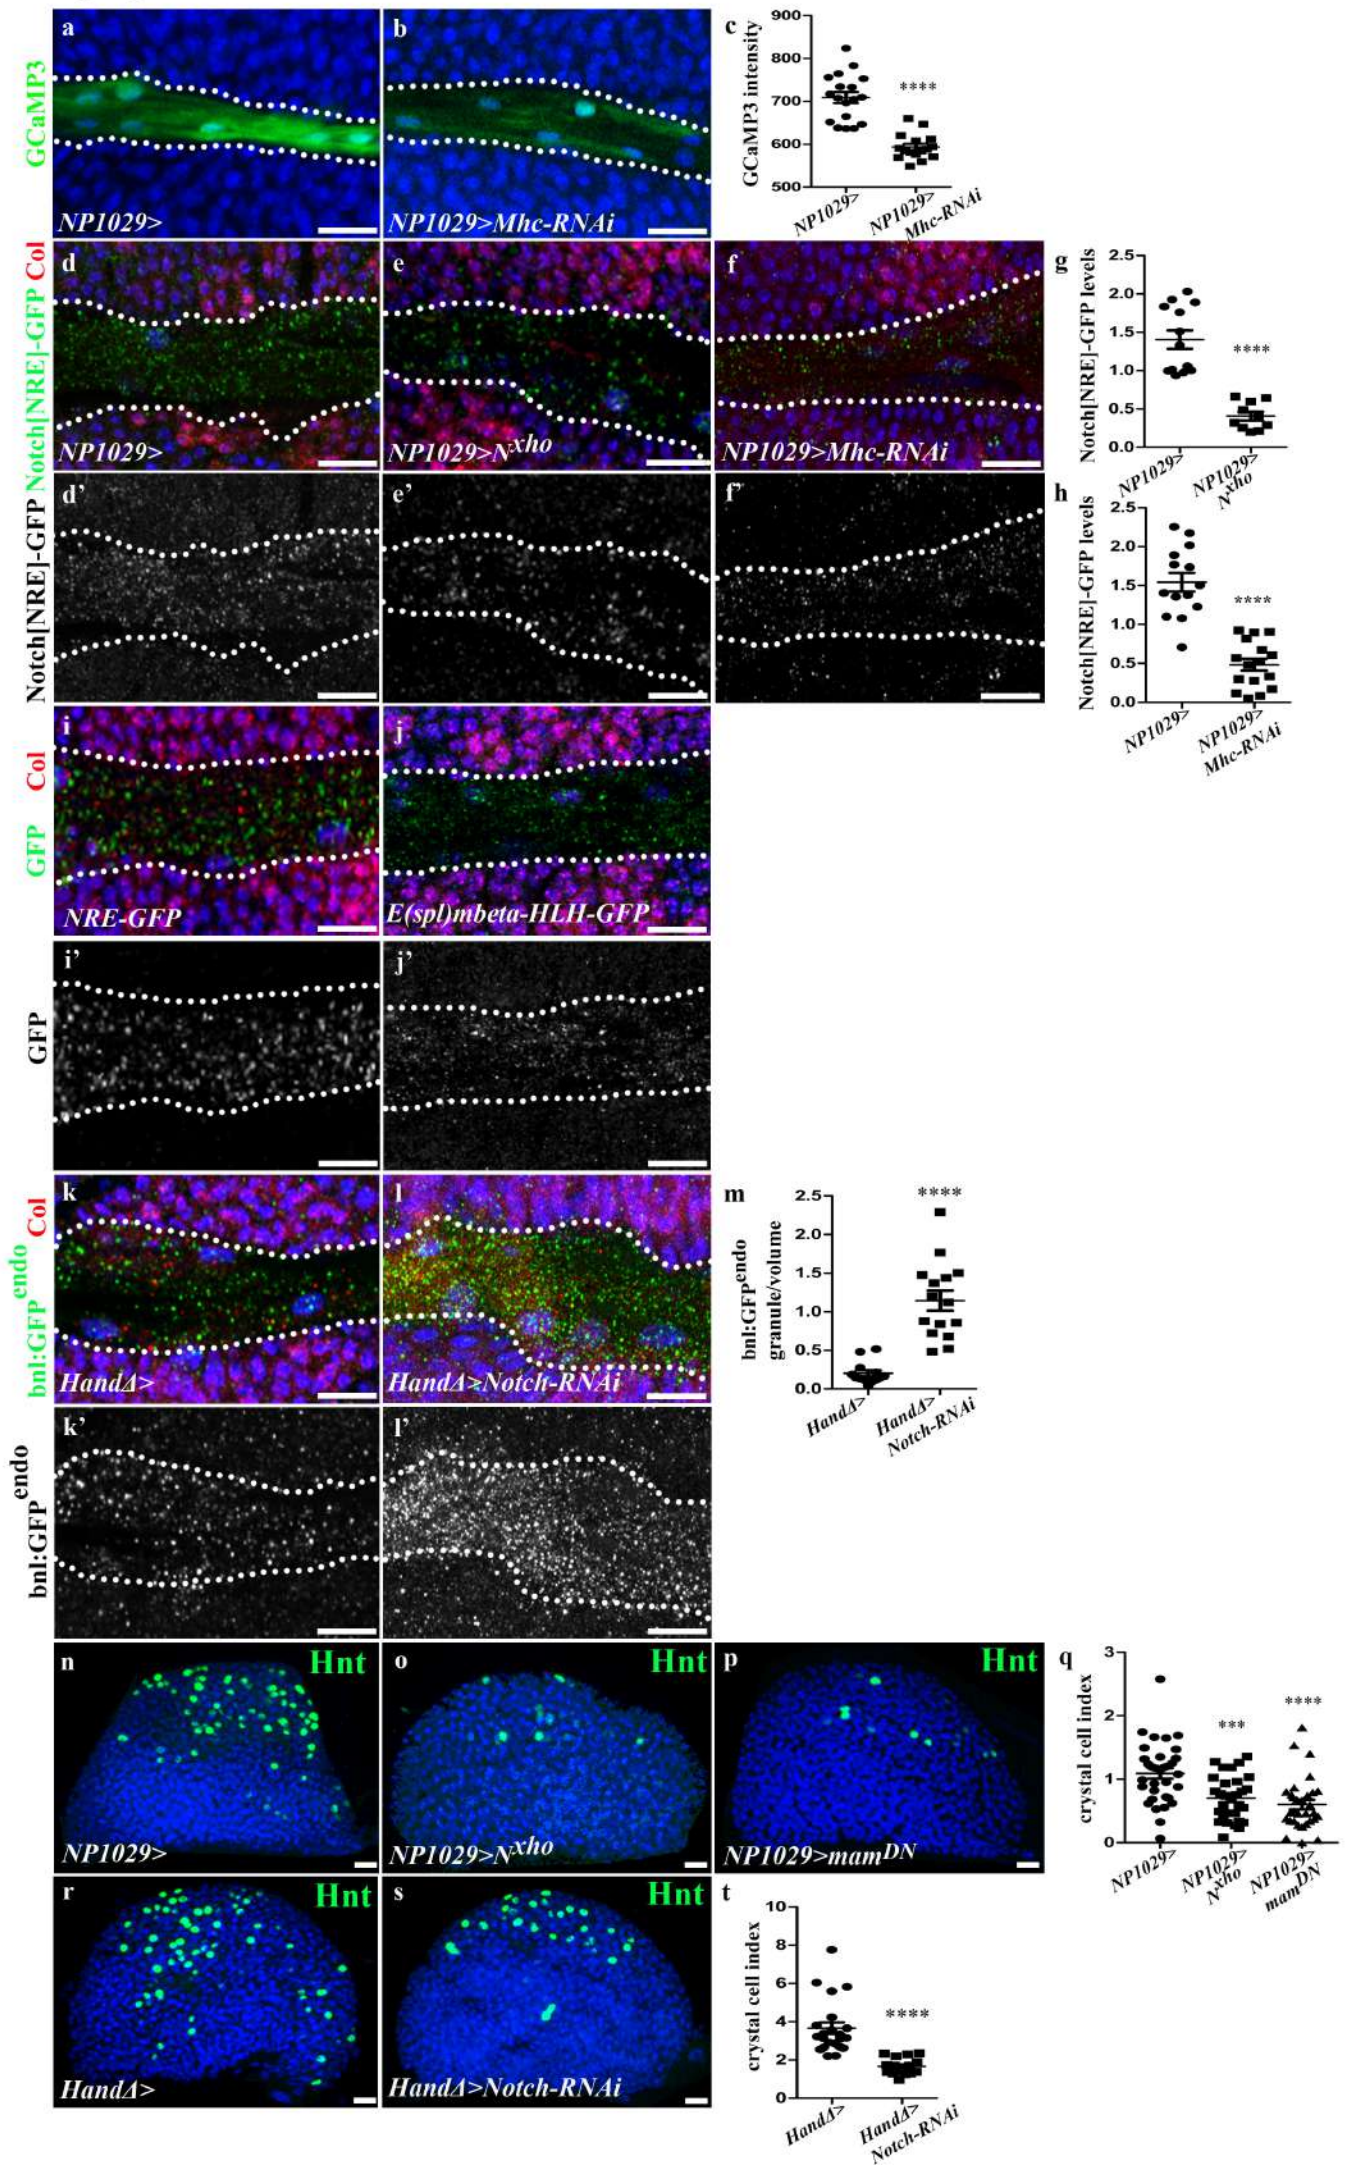 GCaMP3
a
NP1029>
b
NP1029>Mhc-RNAi
c
GCaMP3 intensity
900
800
700
600
500
****
NP1029>
NP1029>
Mhc-RNAi
Notch[NRE]-GFP Col
d
NP1029>
e
NP1029>N^xho
f
NP1029>Mhc-RNAi
g
Notch[NRE]-GFP levels
2.5
2.0
1.5
1.0
0.5
0.0
****
NP1029>
NP1029>
N^xho
Notch[NRE]-GFP
d'
e'
f'
h
Notch[NRE]-GFP levels
2.5
2.0
1.5
1.0
0.5
0.0
****
NP1029>
NP1029>
Mhc-RNAi
GFP Col
i
NRE-GFP
j
E(spl)mbeta-HLH-GFP
GFP
i'
j'
bnl:GFP^endo Col
k
HandΔ>
l
HandΔ>Notch-RNAi
m
bnl:GFP^endo
granule/volume
2.5
2.0
1.5
1.0
0.5
0.0
****
HandΔ>
HandΔ>
Notch-RNAi
bnl:GFP^endo
k'
l'
n
Hnt
NP1029>
o
Hnt
NP1029>N^xho
p
Hnt
NP1029>mam^DN
q
crystal cell index
3
2
1
0
***
****
NP1029>
NP1029>
N^xho
NP1029>
mam^DN
r
Hnt
HandΔ>
s
Hnt
HandΔ>Notch-RNAi
t
crystal cell index
10
8
6
4
2
0
****
HandΔ>
HandΔ>
Notch-RNAi